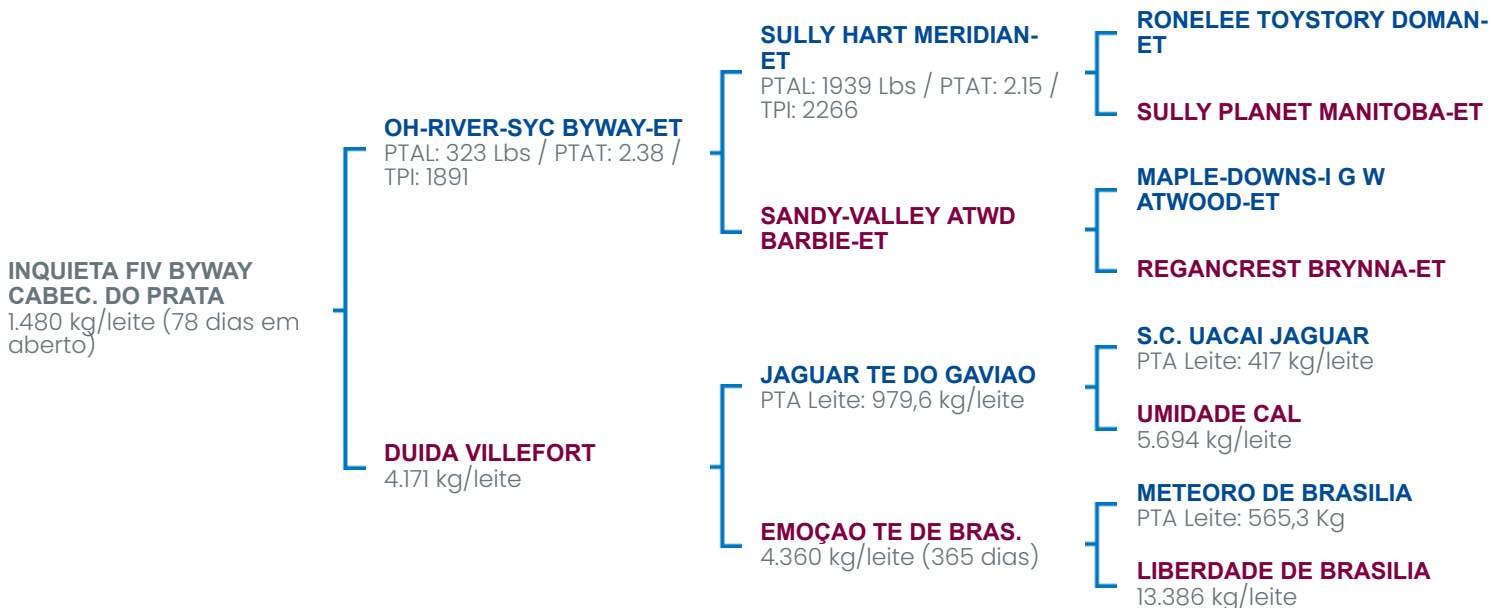 INQUIETA FIV BYWAY
CABEC. DO PRATA
1.480 kg/leite (78 dias em
aberto)
OH-RIVER-SYC BYWAY-ET
PTAL: 323 Lbs / PTAT: 2.38 /
TPI: 1891
DUIDA VILLEFORT
4.171 kg/leite
SULLY HART MERIDIAN-
ET
PTAL: 1939 Lbs / PTAT: 2.15 /
TPI: 2266
SANDY-VALLEY ATWD
BARBIE-ET
JAGUAR TE DO GAVIAO
PTA Leite: 979,6 kg/leite
EMOÇAO TE DE BRAS.
4.360 kg/leite (365 dias)
RONELEE TOYSTORY DOMAN-
ET
SULLY PLANET MANITOBA-ET
MAPLE-DOWNS-I G W
ATWOOD-ET
REGANCREST BRYNNA-ET
S.C. UACAI JAGUAR
PTA Leite: 417 kg/leite
UMIDADE CAL
5.694 kg/leite
METEORO DE BRASILIA
PTA Leite: 565,3 Kg
LIBERDADE DE BRASILIA
13.386 kg/leite